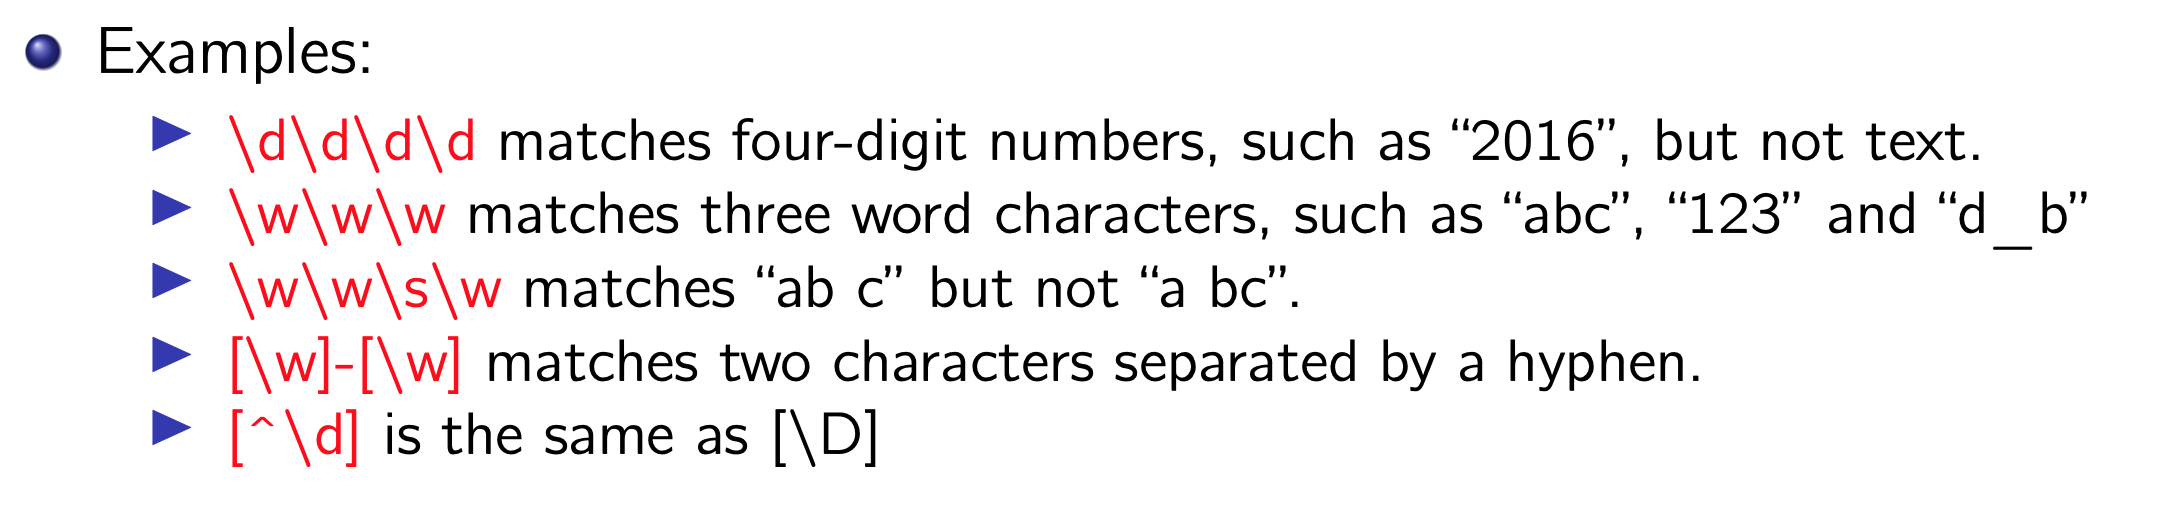 Examples:
\d\d\d\d matches four-digit numbers, such as “2016”, but not text.
\w\w\w matches three word characters, such as “abc”, “123” and “d_b”
\w\w\s\w matches “ab c” but not “a bc”.
[\w]-[\w] matches two characters separated by a hyphen.
[^\d] is the same as [\D]